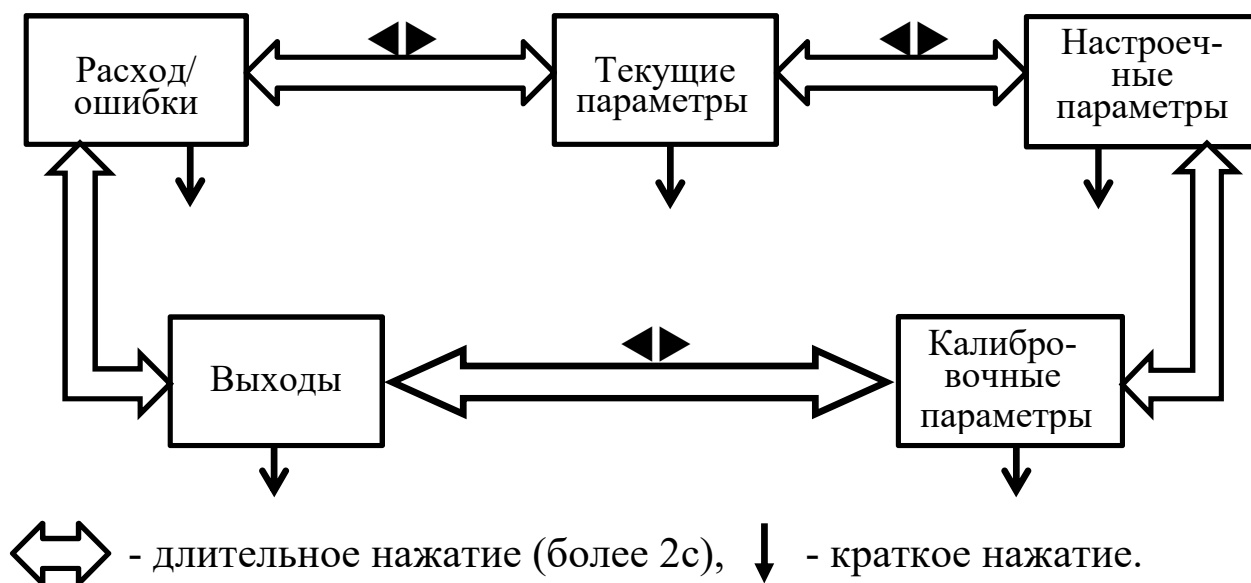 Расход/
ошибки
Текущие
параметры
Настроеч-
ные
параметры
Выходы
Калибро-
вочные
параметры
- длительное нажатие (более 2с),
- краткое нажатие.